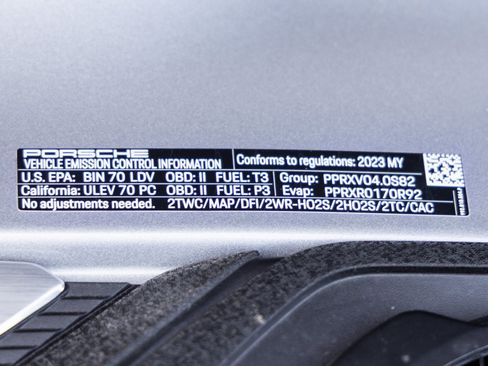 PORSCHE
VEHICLE EMISSION CONTROL INFORMATION
Conforms to regulations: 2023 MY
U.S. EPA: BIN 70 LDV OBD: II FUEL: T3 Group: PPRXV04.0S82
California: ULEV 70 PC OBD: II FUEL: P3 Evap: PPRXR0170R92
No adjustments needed. 2TWC/MAP/DFI/2WR-HO2S/2HO2S/2TC/CAC